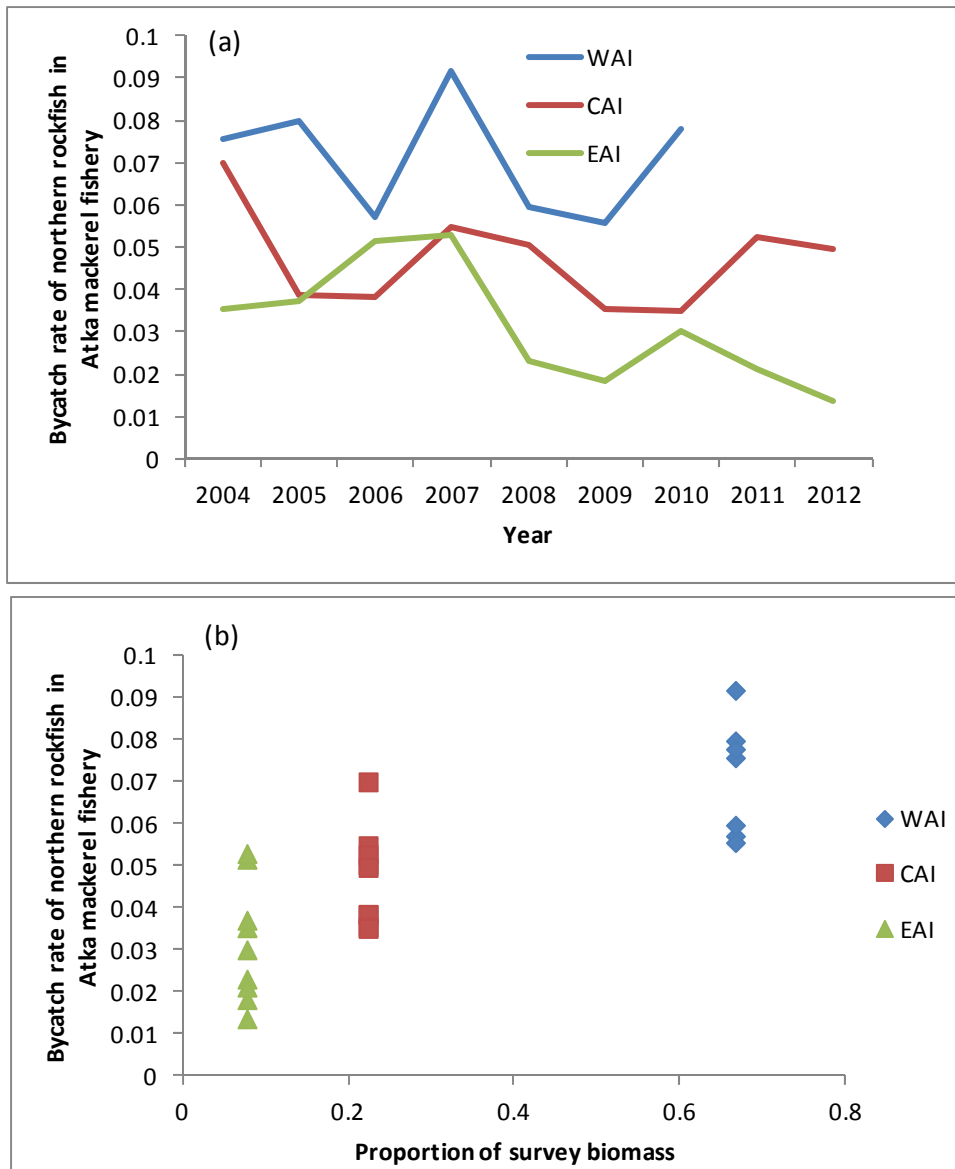 (a)
Bycatch rate of northern rockfish in
Atka mackerel fishery
0.1
0.09
0.08
0.07
0.06
0.05
0.04
0.03
0.02
0.01
0
WAI
CAI
EAI
2004 2005 2006 2007 2008 2009 2010 2011 2012
Year
(b)
Bycatch rate of northern rockfish in
Atka mackerel fishery
0.1
0.09
0.08
0.07
0.06
0.05
0.04
0.03
0.02
0.01
0
WAI
CAI
EAI
0 0.2 0.4 0.6 0.8
Proportion of survey biomass